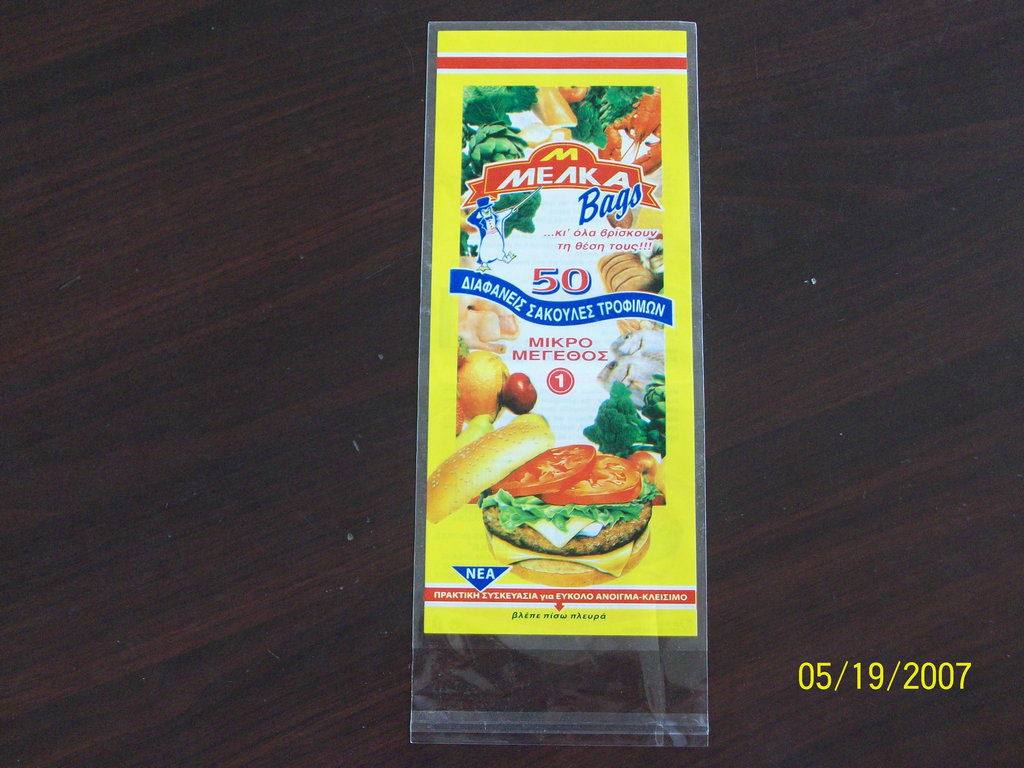 Μ
ΜΕΛΚΑ
Bags
...κι' όλα βρίσκουν
τη θέση τους!!!
50
ΔΙΑΦΑΝΕΙΣ ΣΑΚΟΥΛΕΣ ΤΡΟΦΙΜΩΝ
ΜΙΚΡΟ
ΜΕΓΕΘΟΣ
1
ΝΕΑ
ΠΡΑΚΤΙΚΗ ΣΥΣΚΕΥΑΣΙΑ για ΕΥΚΟΛΟ ΑΝΟΙΓΜΑ-ΚΛΕΙΣΙΜΟ
βλέπε πίσω πλευρά
05/19/2007